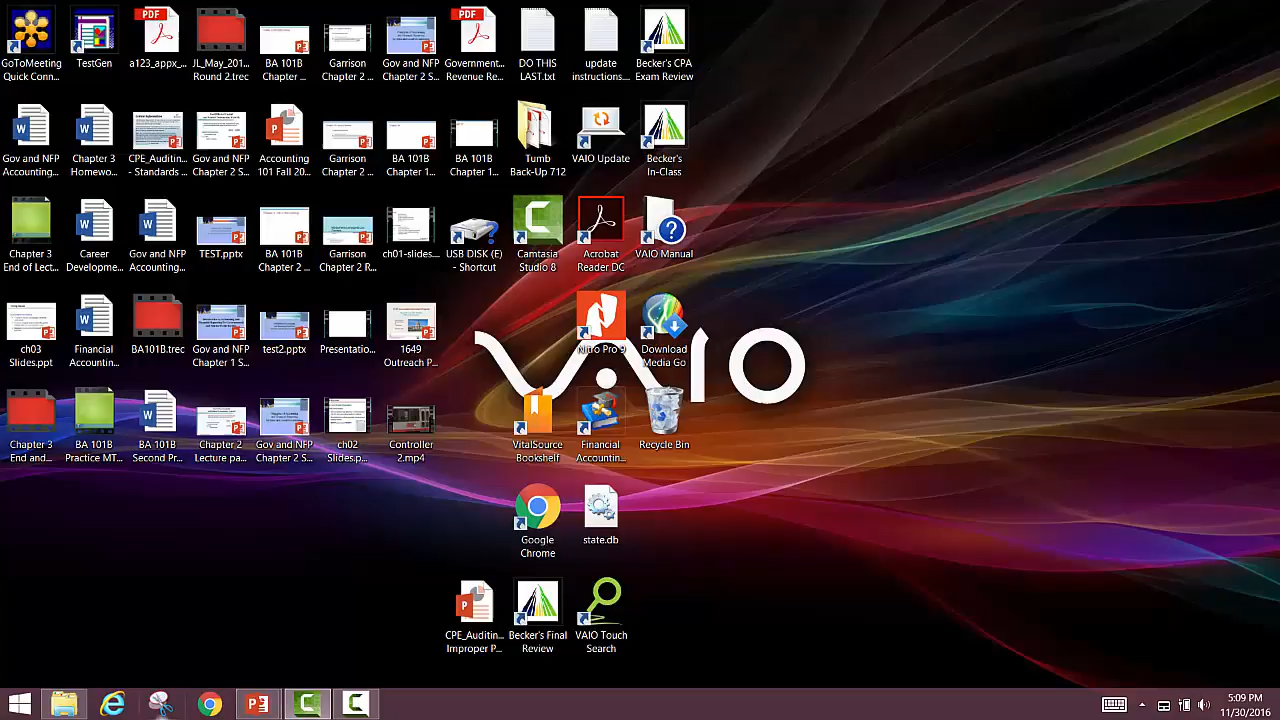 GoToMeeting
Quick Conn...
TestGen
PDF
a123_appx_...
JL_May_201...
Round 2.trec
BA 101B
Chapter ...
Garrison
Chapter 2 ...
Gov and NFP
Chapter 2 S...
PDF
Government...
Revenue Re...
DO THIS
LAST.txt
update
instructions....
Becker's CPA
Exam Review
Gov and NFP
Accounting...
Chapter 3
Homewo...
CPE_Auditin...
- Standards ...
Gov and NFP
Chapter 2 S...
Accounting
101 Fall 20...
Garrison
Chapter 2 ...
BA 101B
Chapter 1...
BA 101B
Chapter 1...
Tumb
Back-Up 712
VAIO Update
Becker's
In-Class
Chapter 3
End of Lect...
Career
Developme...
Gov and NFP
Accounting...
TEST.pptx
BA 101B
Chapter 2 ...
Garrison
Chapter 2 R...
ch01-slides....
USB DISK (E)
- Shortcut
Camtasia
Studio 8
Acrobat
Reader DC
VAIO Manual
ch03
Slides.ppt
Financial
Accountin...
BA101B.trec
Gov and NFP
Chapter 1 S...
test2.pptx
Presentatio...
1649
Outreach P...
Nitro Pro 9
Download
Media Go
VAIO
Chapter 3
End and...
BA 101B
Practice MT...
BA 101B
Second Pr...
Chapter 2
Lecture pa...
Gov and NFP
Chapter 2 S...
ch02
Slides.p...
Controller
2.mp4
VitalSource
Bookshelf
Financial
Accountin...
Recycle Bin
Google
Chrome
state.db
CPE_Auditin...
Improper P...
Becker's Final
Review
VAIO Touch
Search
5:09 PM
11/30/2016